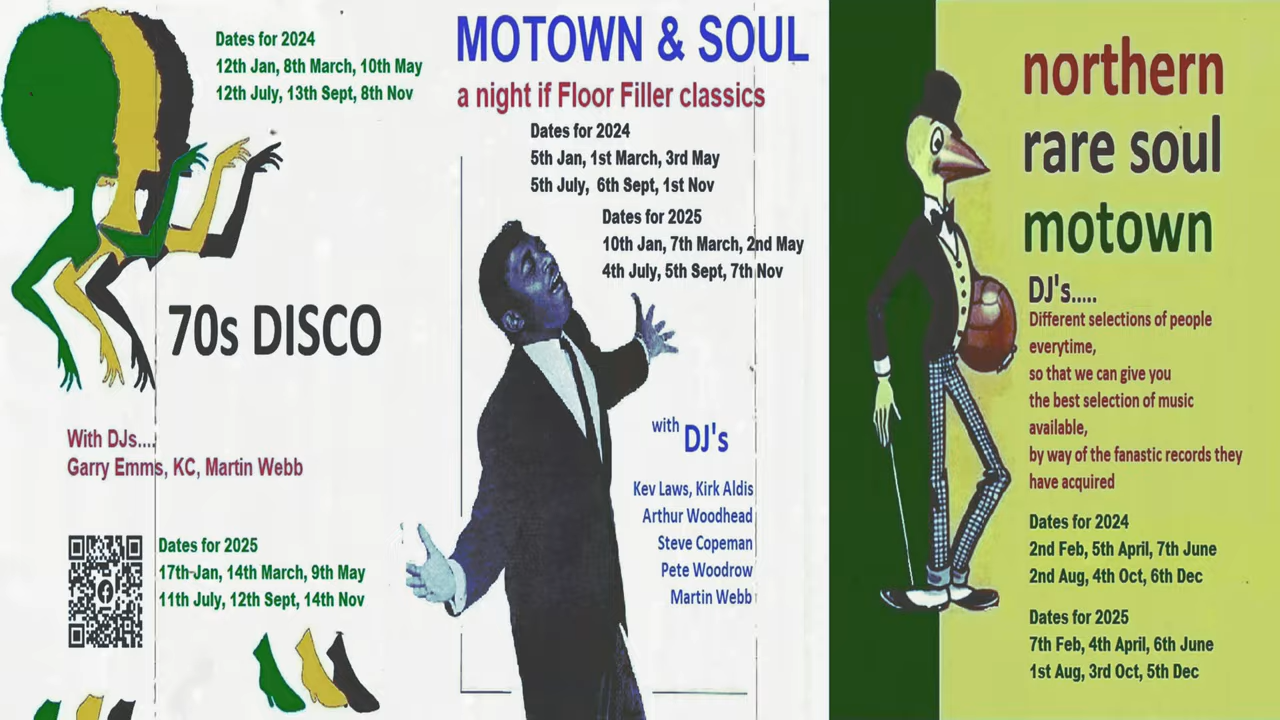 Dates for 2024
12th Jan, 8th March, 10th May
12th July, 13th Sept, 8th Nov
70s DISCO
With DJs....
Garry Emms, KC, Martin Webb
Dates for 2025
17th Jan, 14th March, 9th May
11th July, 12th Sept, 14th Nov
MOTOWN & SOUL
a night if Floor Filler classics
Dates for 2024
5th Jan, 1st March, 3rd May
5th July, 6th Sept, 1st Nov
Dates for 2025
10th Jan, 7th March, 2nd May
4th July, 5th Sept, 7th Nov
with DJ's
Kev Laws, Kirk Aldis
Arthur Woodhead
Steve Copeman
Pete Woodrow
Martin Webb
northern
rare soul
motown
DJ's.....
Different selections of people
everytime,
so that we can give you
the best selection of music
available,
by way of the fanastic records they
have acquired
Dates for 2024
2nd Feb, 5th April, 7th June
2nd Aug, 4th Oct, 6th Dec
Dates for 2025
7th Feb, 4th April, 6th June
1st Aug, 3rd Oct, 5th Dec